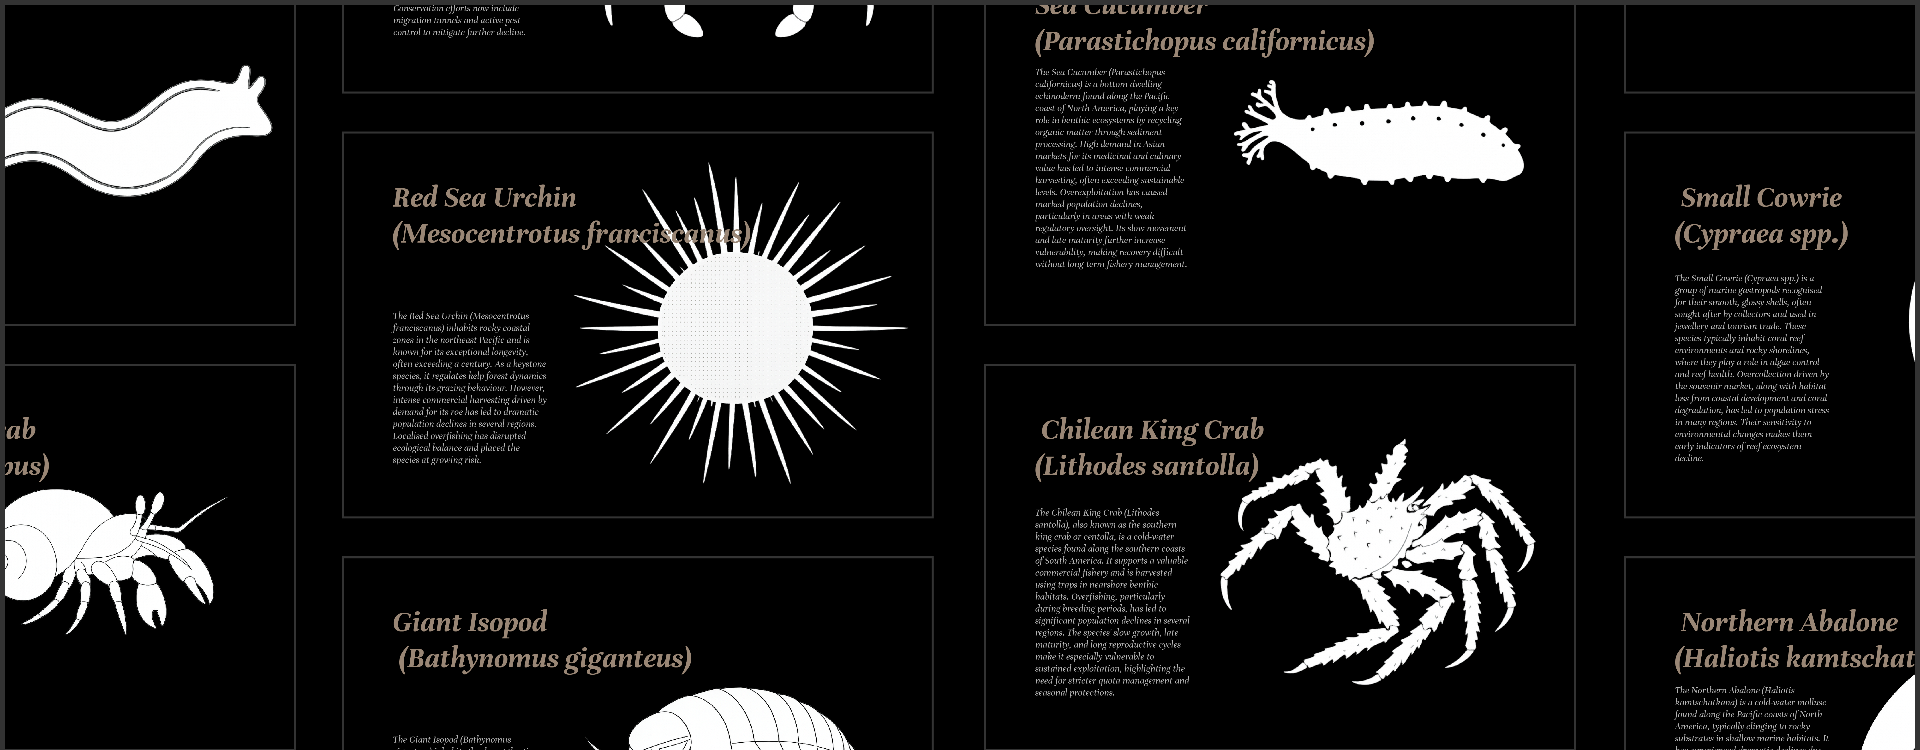 ab
pus)
Conservation efforts now include
migration tunnels and active pest
control to mitigate further decline.
Red Sea Urchin
(Mesocentrotus franciscanus)
The Red Sea Urchin (Mesocentrotus
franciscanus) inhabits rocky coastal
zones in the northeast Pacific and is
known for its exceptional longevity,
often exceeding a century. As a keystone
species, it regulates kelp forest dynamics
through its grazing behaviour. However,
intense commercial harvesting driven by
demand for its roe has led to dramatic
population declines in several regions.
Localised overfishing has disrupted
ecological balance and placed the
species at growing risk.
Giant Isopod
(Bathynomus giganteus)
The Giant Isopod (Bathynomus
Sea Cucumber
(Parastichopus californicus)
The Sea Cucumber (Parastichopus
californicus) is a bottom dwelling
echinoderm found along the Pacific
coast of North America, playing a key
role in benthic ecosystems by recycling
organic matter through sediment
processing. High demand in Asian
markets for its medicinal and culinary
value has led to intense commercial
harvesting, often exceeding sustainable
levels. Overexploitation has caused
marked population declines,
particularly in areas with weak
regulatory oversight. Its slow movement
and late maturity further increase
vulnerability, making recovery difficult
without long term fishery management.
Chilean King Crab
(Lithodes santolla)
The Chilean King Crab (Lithodes
santolla), also known as the southern
king crab or centolla, is a cold-water
species found along the southern coasts
of South America. It supports a valuable
commercial fishery and is harvested
using traps in nearshore benthic
habitats. Overfishing, particularly
during breeding periods, has led to
significant population declines in several
regions. The species slow growth, late
maturity, and long reproductive cycles
make it especially vulnerable to
sustained exploitation, highlighting the
need for stricter quota management and
seasonal protections.
Small Cowrie
(Cypraea spp.)
The Small Cowrie (Cypraea spp.) is a
group of marine gastropods recognised
for their smooth, glossy shells, often
sought after by collectors and used in
jewellery and tourism trade. These
species typically inhabit coral reef
environments and rocky shorelines,
where they play a role in algae control
and reef health. Overcollection driven by
the souvenir market, along with habitat
loss from coastal development and coral
degradation, has led to population stress
in many regions. Their sensitivity to
environmental changes makes them
early indicators of reef ecosystem
decline.
Northern Abalone
(Haliotis kamtschat
The Northern Abalone (Haliotis
kamtschatkana) is a cold-water mollusc
found along the Pacific coasts of North
America, typically clinging to rocky
substrates in shallow marine habitats. It